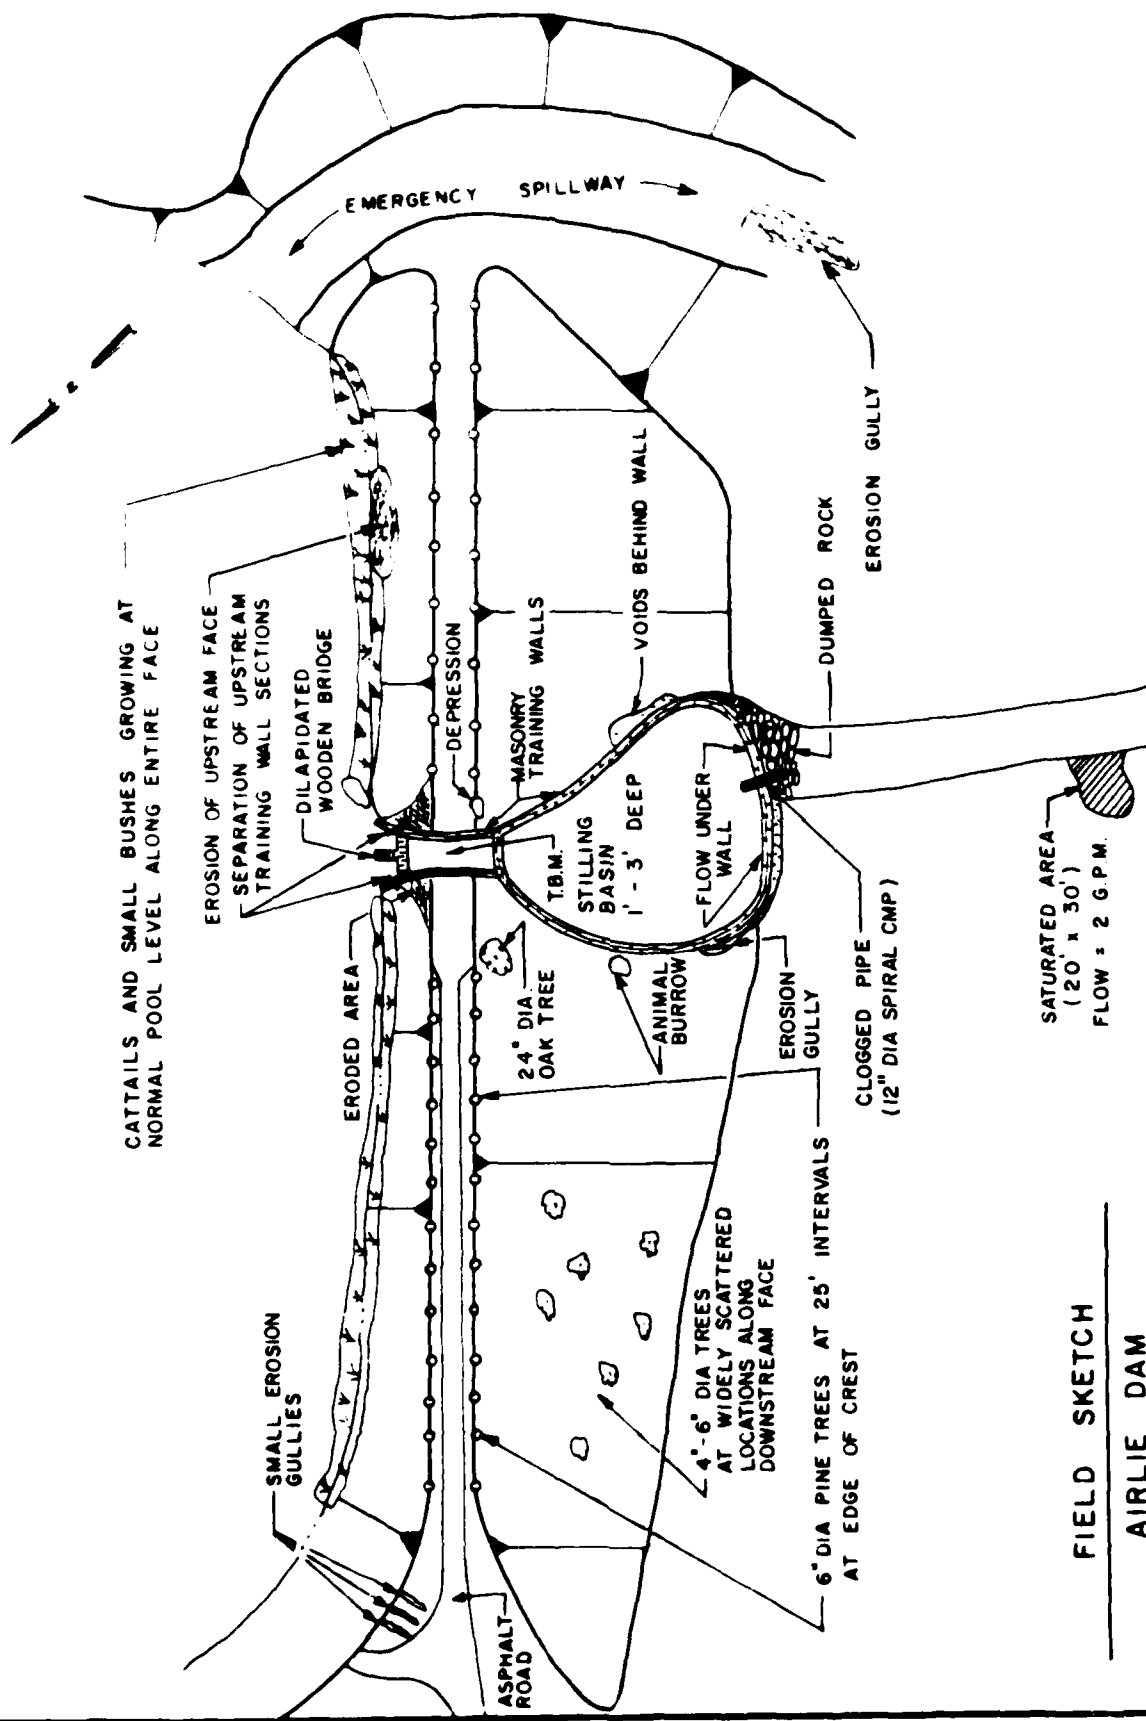 CATTAILS AND SMALL BUSHES GROWING AT
NORMAL POOL LEVEL ALONG ENTIRE FACE
EROSION OF UPSTREAM FACE
SEPARATION OF UPSTREAM
TRAINING WALL SECTIONS
DILAPIDATED
WOODEN BRIDGE
ERODED AREA
SMALL EROSION
GULLIES
EMERGENCY SPILLWAY
DEPRESSION
MASONRY
TRAINING WALLS
VOIDS BEHIND WALL
T.B.M.
STILLING
BASIN
1' - 3' DEEP
FLOW UNDER
WALL
24" DIA.
OAK TREE
ANIMAL
BURROW
EROSION
GULLY
DUMPED ROCK
EROSION GULLY
CLOGGED PIPE
(12" DIA SPIRAL CMP)
4"-6" DIA TREES
AT WIDELY SCATTERED
LOCATIONS ALONG
DOWNSTREAM FACE
6" DIA PINE TREES AT 25' INTERVALS
AT EDGE OF CREST
ASPHALT
ROAD
SATURATED AREA
(20' x 30')
FLOW = 2 G.P.M.
FIELD SKETCH
AIRLIE DAM